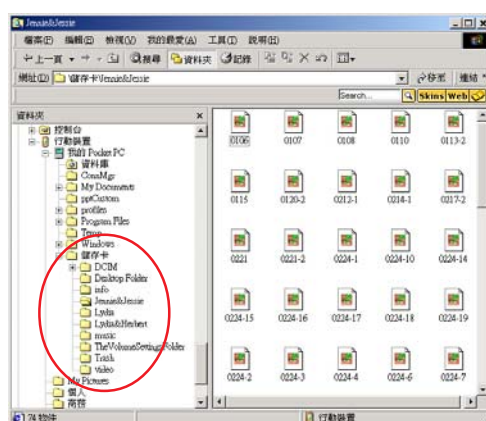 Jennie&Jessie
檔案(F) 編輯(E) 檢視(V) 我的最愛(A) 工具(T) 說明(H)
上一頁 搜尋 資料夾 記錄
網址(D) \儲存卡\Jennie&Jessie 移至 連結
Search... Skins Web
資料夾
控制台
行動裝置
我的 Pocket PC
資料庫
ConnMgr
My Documents
pptCustom
profiles
Program Files
Temp
Windows
儲存卡
DCIM
Desktop Folder
info
Jennie&Jessie
Lydia
Lydia&Herbert
music
TheVolumeSettingsFolder
Trash
video
My Pictures
個人
商務
0106 0107 0108 0110 0113-2
0115 0120-2 0212-1 0214-1 0217-2
0221 0221-2 0224-1 0224-10 0224-14
0224-15 0224-16 0224-17 0224-18 0224-19
0224-2 0224-3 0224-4 0224-6 0224-7
74 物件 行動裝置